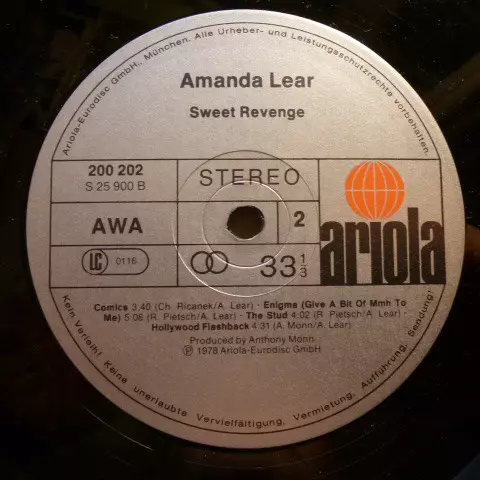 Ariola-Eurodisc GmbH., München. Alle Urheber- und Leistungsschutzrechte vorbehalten.
Amanda Lear
Sweet Revenge
200 202
S 25 900 B
STEREO
AWA
2
ariola
LC 0116
33 1/3
Comics 3:40 (Ch. Ricanek/A. Lear) · Enigma (Give A Bit Of Mmh To
Me) 5:08 (R. Pietsch/A. Lear) · The Stud 4:02 (R. Pietsch/A. Lear)
Hollywood Flashback 4:31 (A. Monn/A. Lear)
Produced by Anthony Monn
Ⓟ 1978 Ariola-Eurodisc GmbH
Kein Verleih! Keine unerlaubte Vervielfältigung, Vermietung, Aufführung, Sendung!